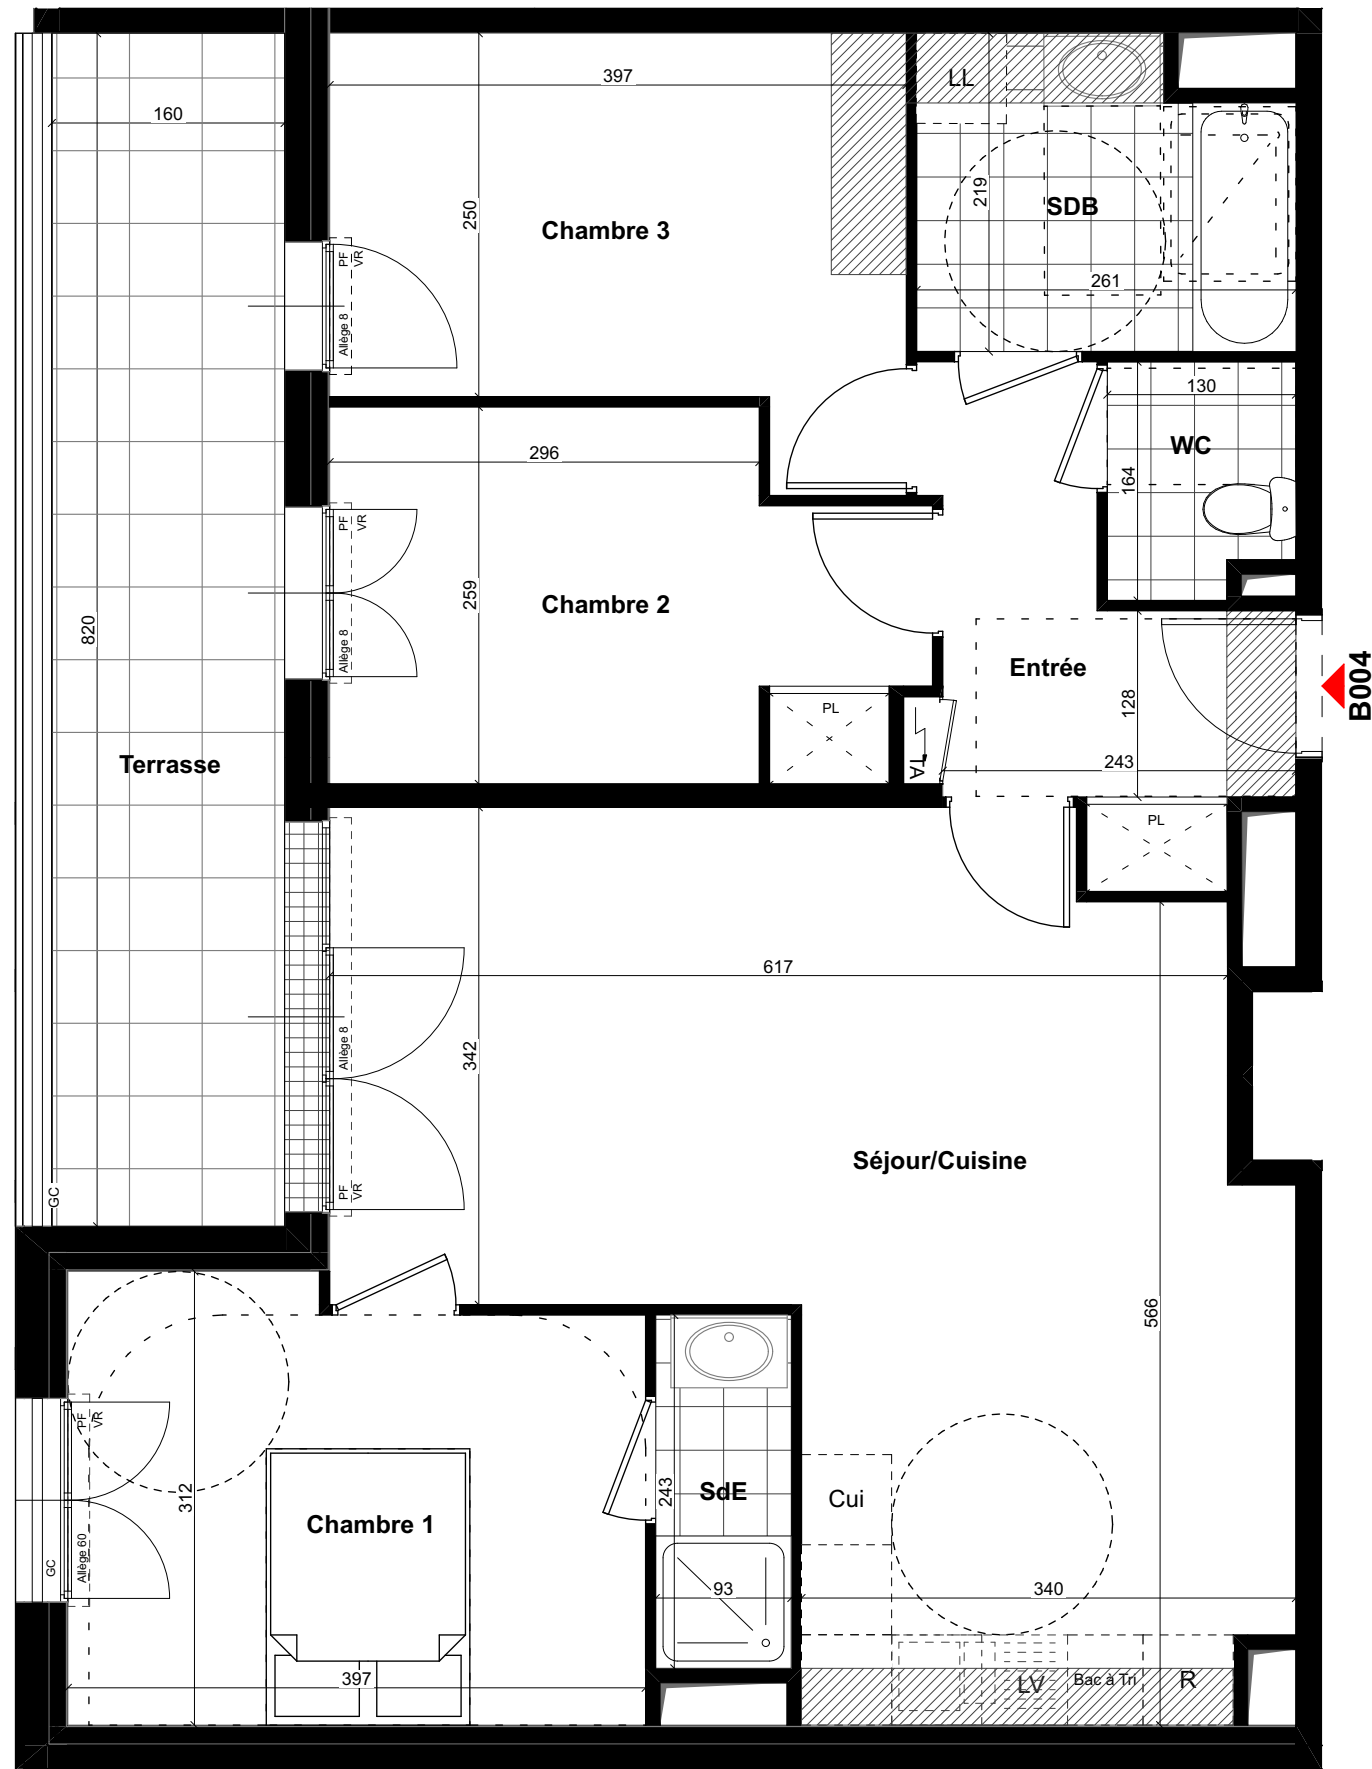 397
LL
160
219
SDB
250
Chambre 3
PF
VR
261
Allège 8
130
WC
296
164
PF
VR
259
Chambre 2
820
Allège 8
Entrée
B004
PL
x
128
TA
243
Terrasse
PL
617
342
Allège 8
Séjour/Cuisine
PF
VR
GC
566
PF
VR
312
243
SdE
Cui
Chambre 1
Allège 60
GC
93
340
397
LV
Bac à Tri
R